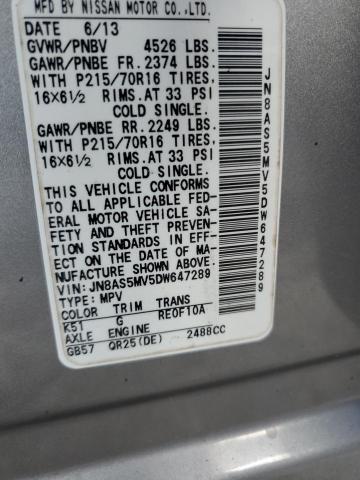 MFD BY NISSAN MOTOR CO.,LTD.
DATE 6/13
GVWR/PNBV 4526 LBS.
GAWR/PNBE FR. 2374 LBS.
WITH P215/70R16 TIRES,
16X6½ RIMS.AT 33 PSI
COLD SINGLE.
GAWR/PNBE RR. 2249 LBS.
WITH P215/70R16 TIRES,
16X6½ RIMS.AT 33 PSI
COLD SINGLE.
THIS VEHICLE CONFORMS
TO ALL APPLICABLE FED-
ERAL MOTOR VEHICLE SA-
FETY AND THEFT PREVEN-
TION STANDARDS IN EFF-
ECT ON THE DATE OF MA-
NUFACTURE SHOWN ABOVE.
VIN: JN8AS5MV5DW647289
TYPE: MPV
COLOR TRIM TRANS
K51 G RE0F10A
AXLE ENGINE
GB57 QR25(DE) 2488CC
JN8AS5MV5DW647289